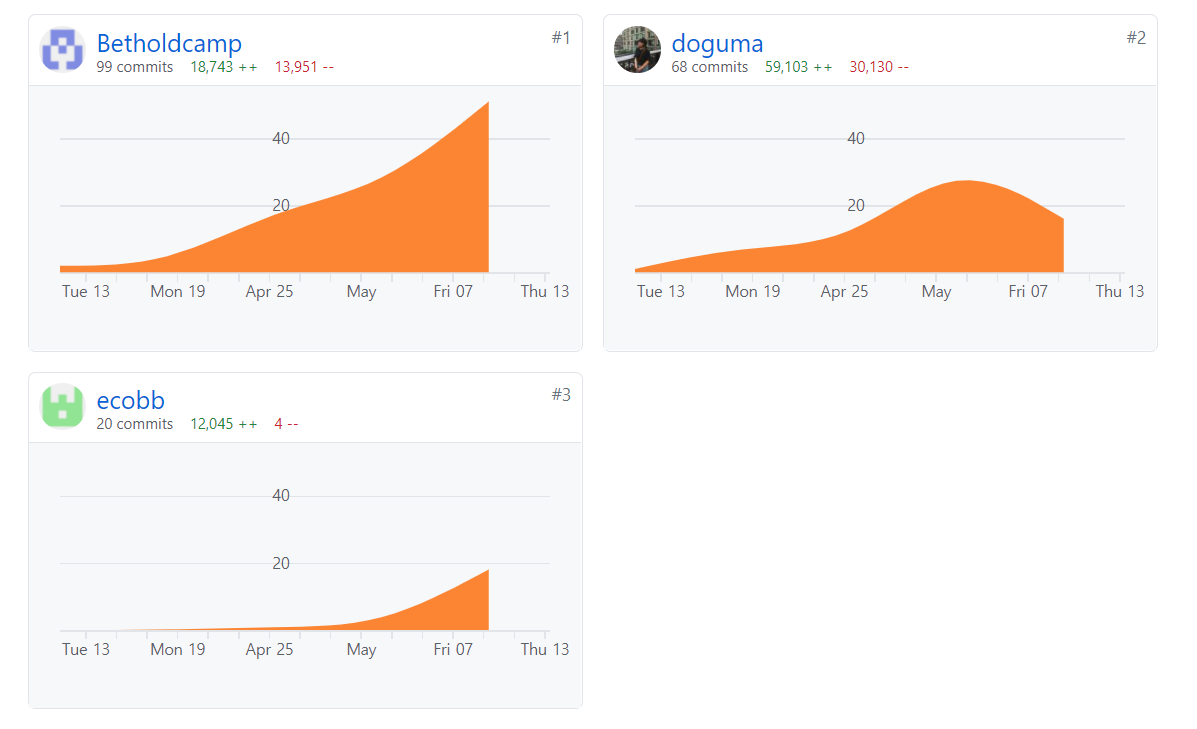 Betholdcamp #1
99 commits 18,743 ++ 13,951 --
40
20
Tue 13 Mon 19 Apr 25 May Fri 07 Thu 13
doguma #2
68 commits 59,103 ++ 30,130 --
40
20
Tue 13 Mon 19 Apr 25 May Fri 07 Thu 13
ecobb #3
20 commits 12,045 ++ 4 --
40
20
Tue 13 Mon 19 Apr 25 May Fri 07 Thu 13